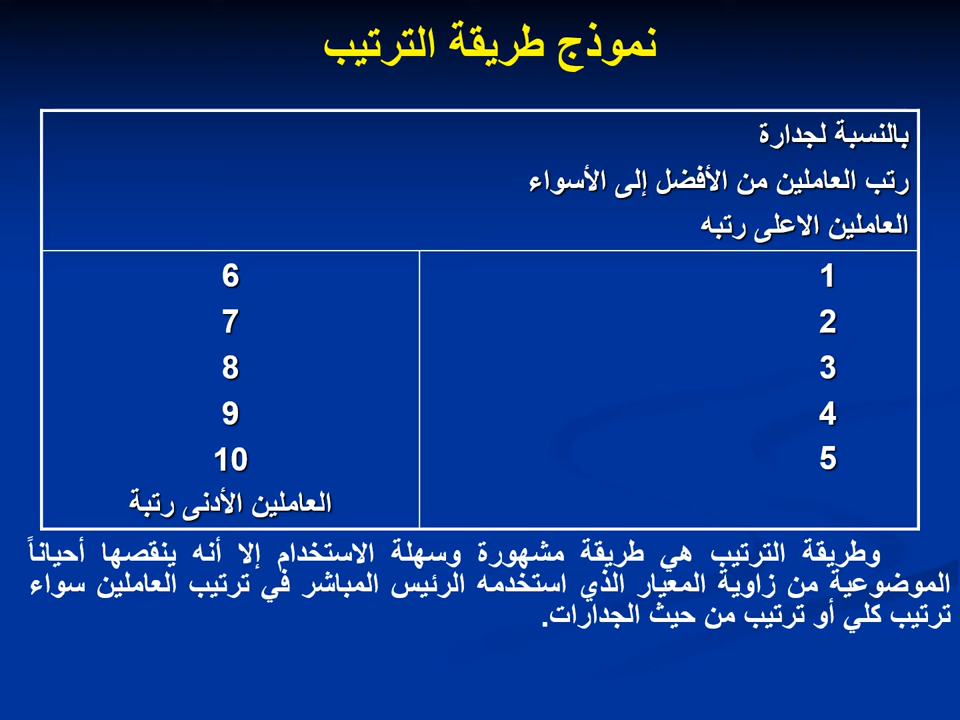 نموذج طريقة الترتيب
بالنسبة لجدارة
رتب العاملين من الأفضل إلى الأسواء
العاملين الاعلى رتبه
1
2
3
4
5
6
7
8
9
10
العاملين الأدنى رتبة
وطريقة الترتيب هي طريقة مشهورة وسهلة الاستخدام إلا أنه ينقصها أحياناً
الموضوعية من زاوية المعيار الذي استخدمه الرئيس المباشر في ترتيب العاملين سواء
ترتيب كلي أو ترتيب من حيث الجدارات.